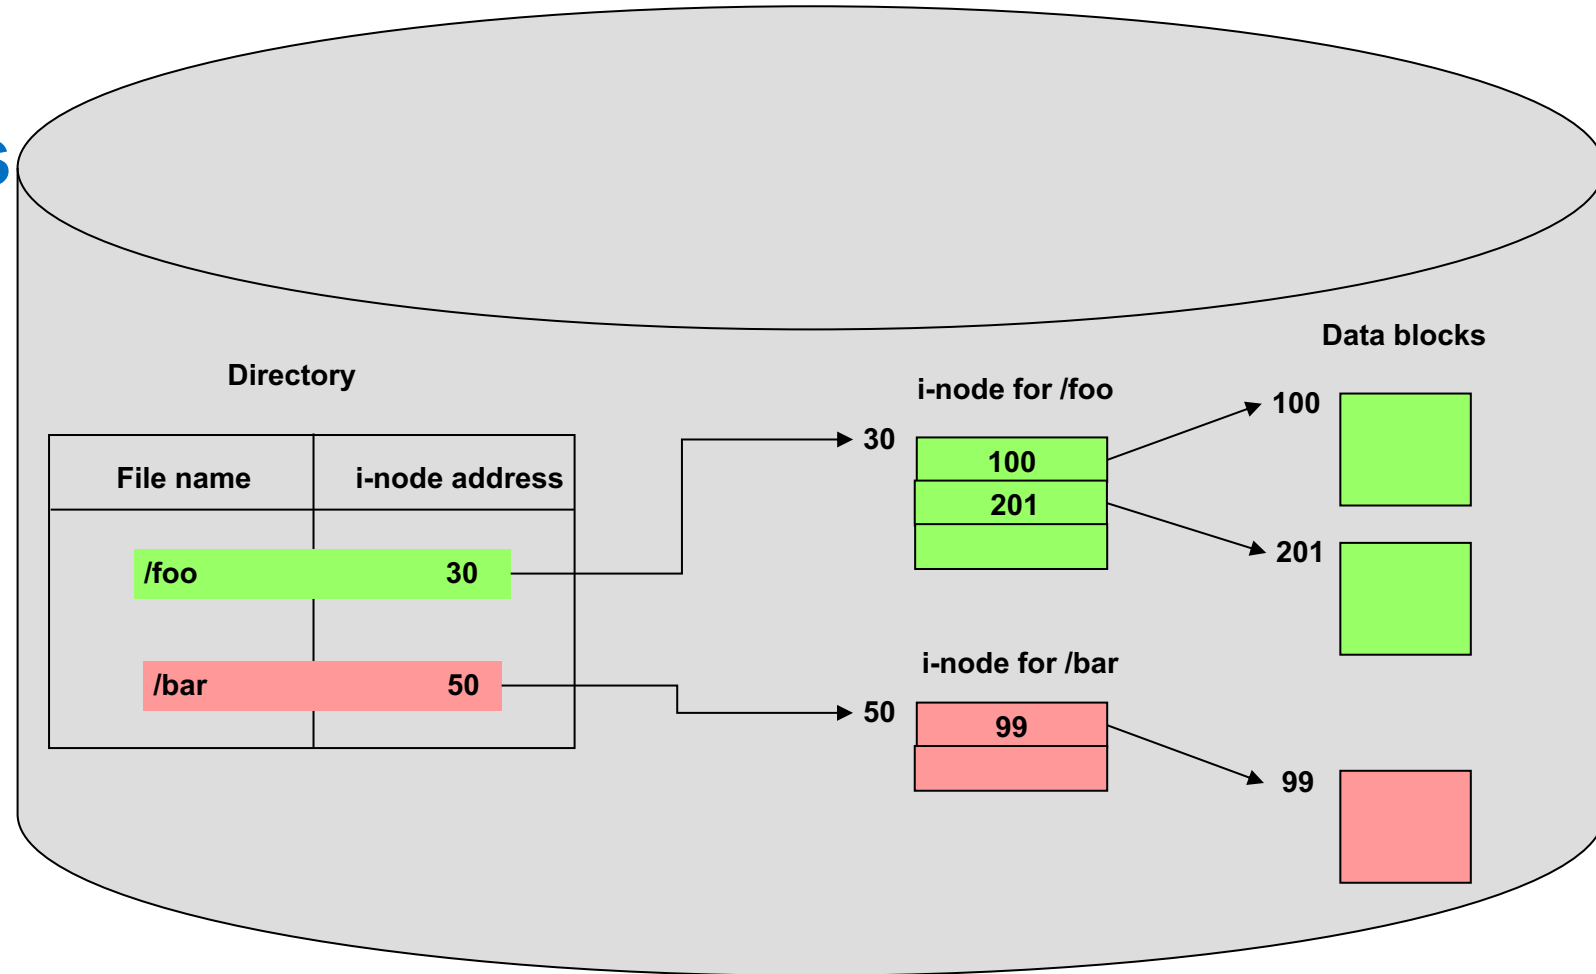 s
Data blocks
Directory
i-node for /foo
100
30
File name i-node address
100
201
201
/foo 30
i-node for /bar
/bar 50
50
99
99